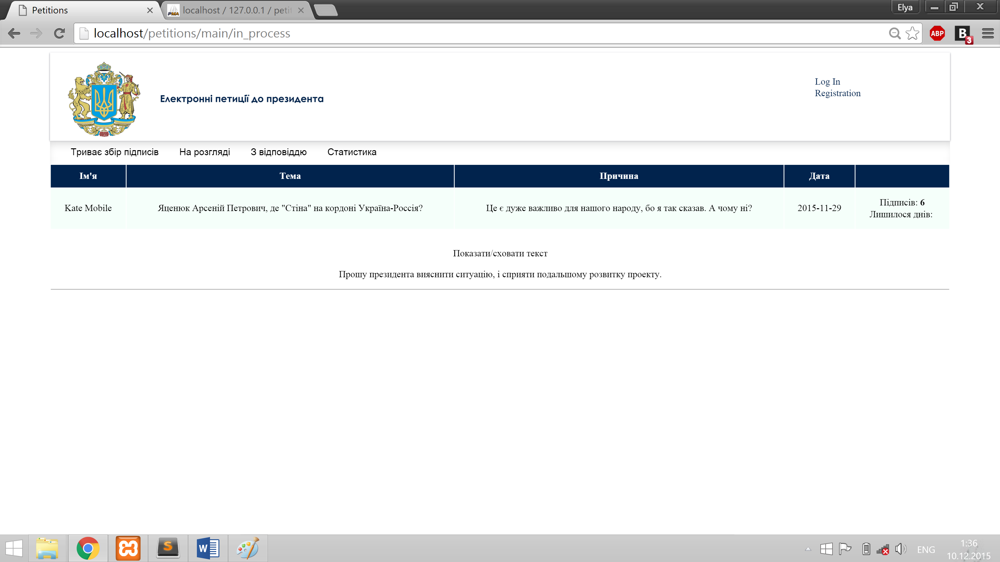 Petitions
localhost / 127.0.0.1 / petit
Elya
localhost/petitions/main/in_process
ABP
B
3
Електронні петиції до президента
Log In
Registration
Триває збір підписів На розгляді З відповіддю Статистика
Ім'я Тема Причина Дата
Kate Mobile Яценюк Арсеній Петрович, де "Стіна" на кордоні Україна-Россія? Це є дуже важливо для нашого народу, бо я так сказав. А чому ні? 2015-11-29 Підписів: 6
Лишилося днів:
Показати/сховати текст
Прошу президента вияснити ситуацію, і сприяти подальшому розвитку проекту.
ENG
1:36
10.12.2015